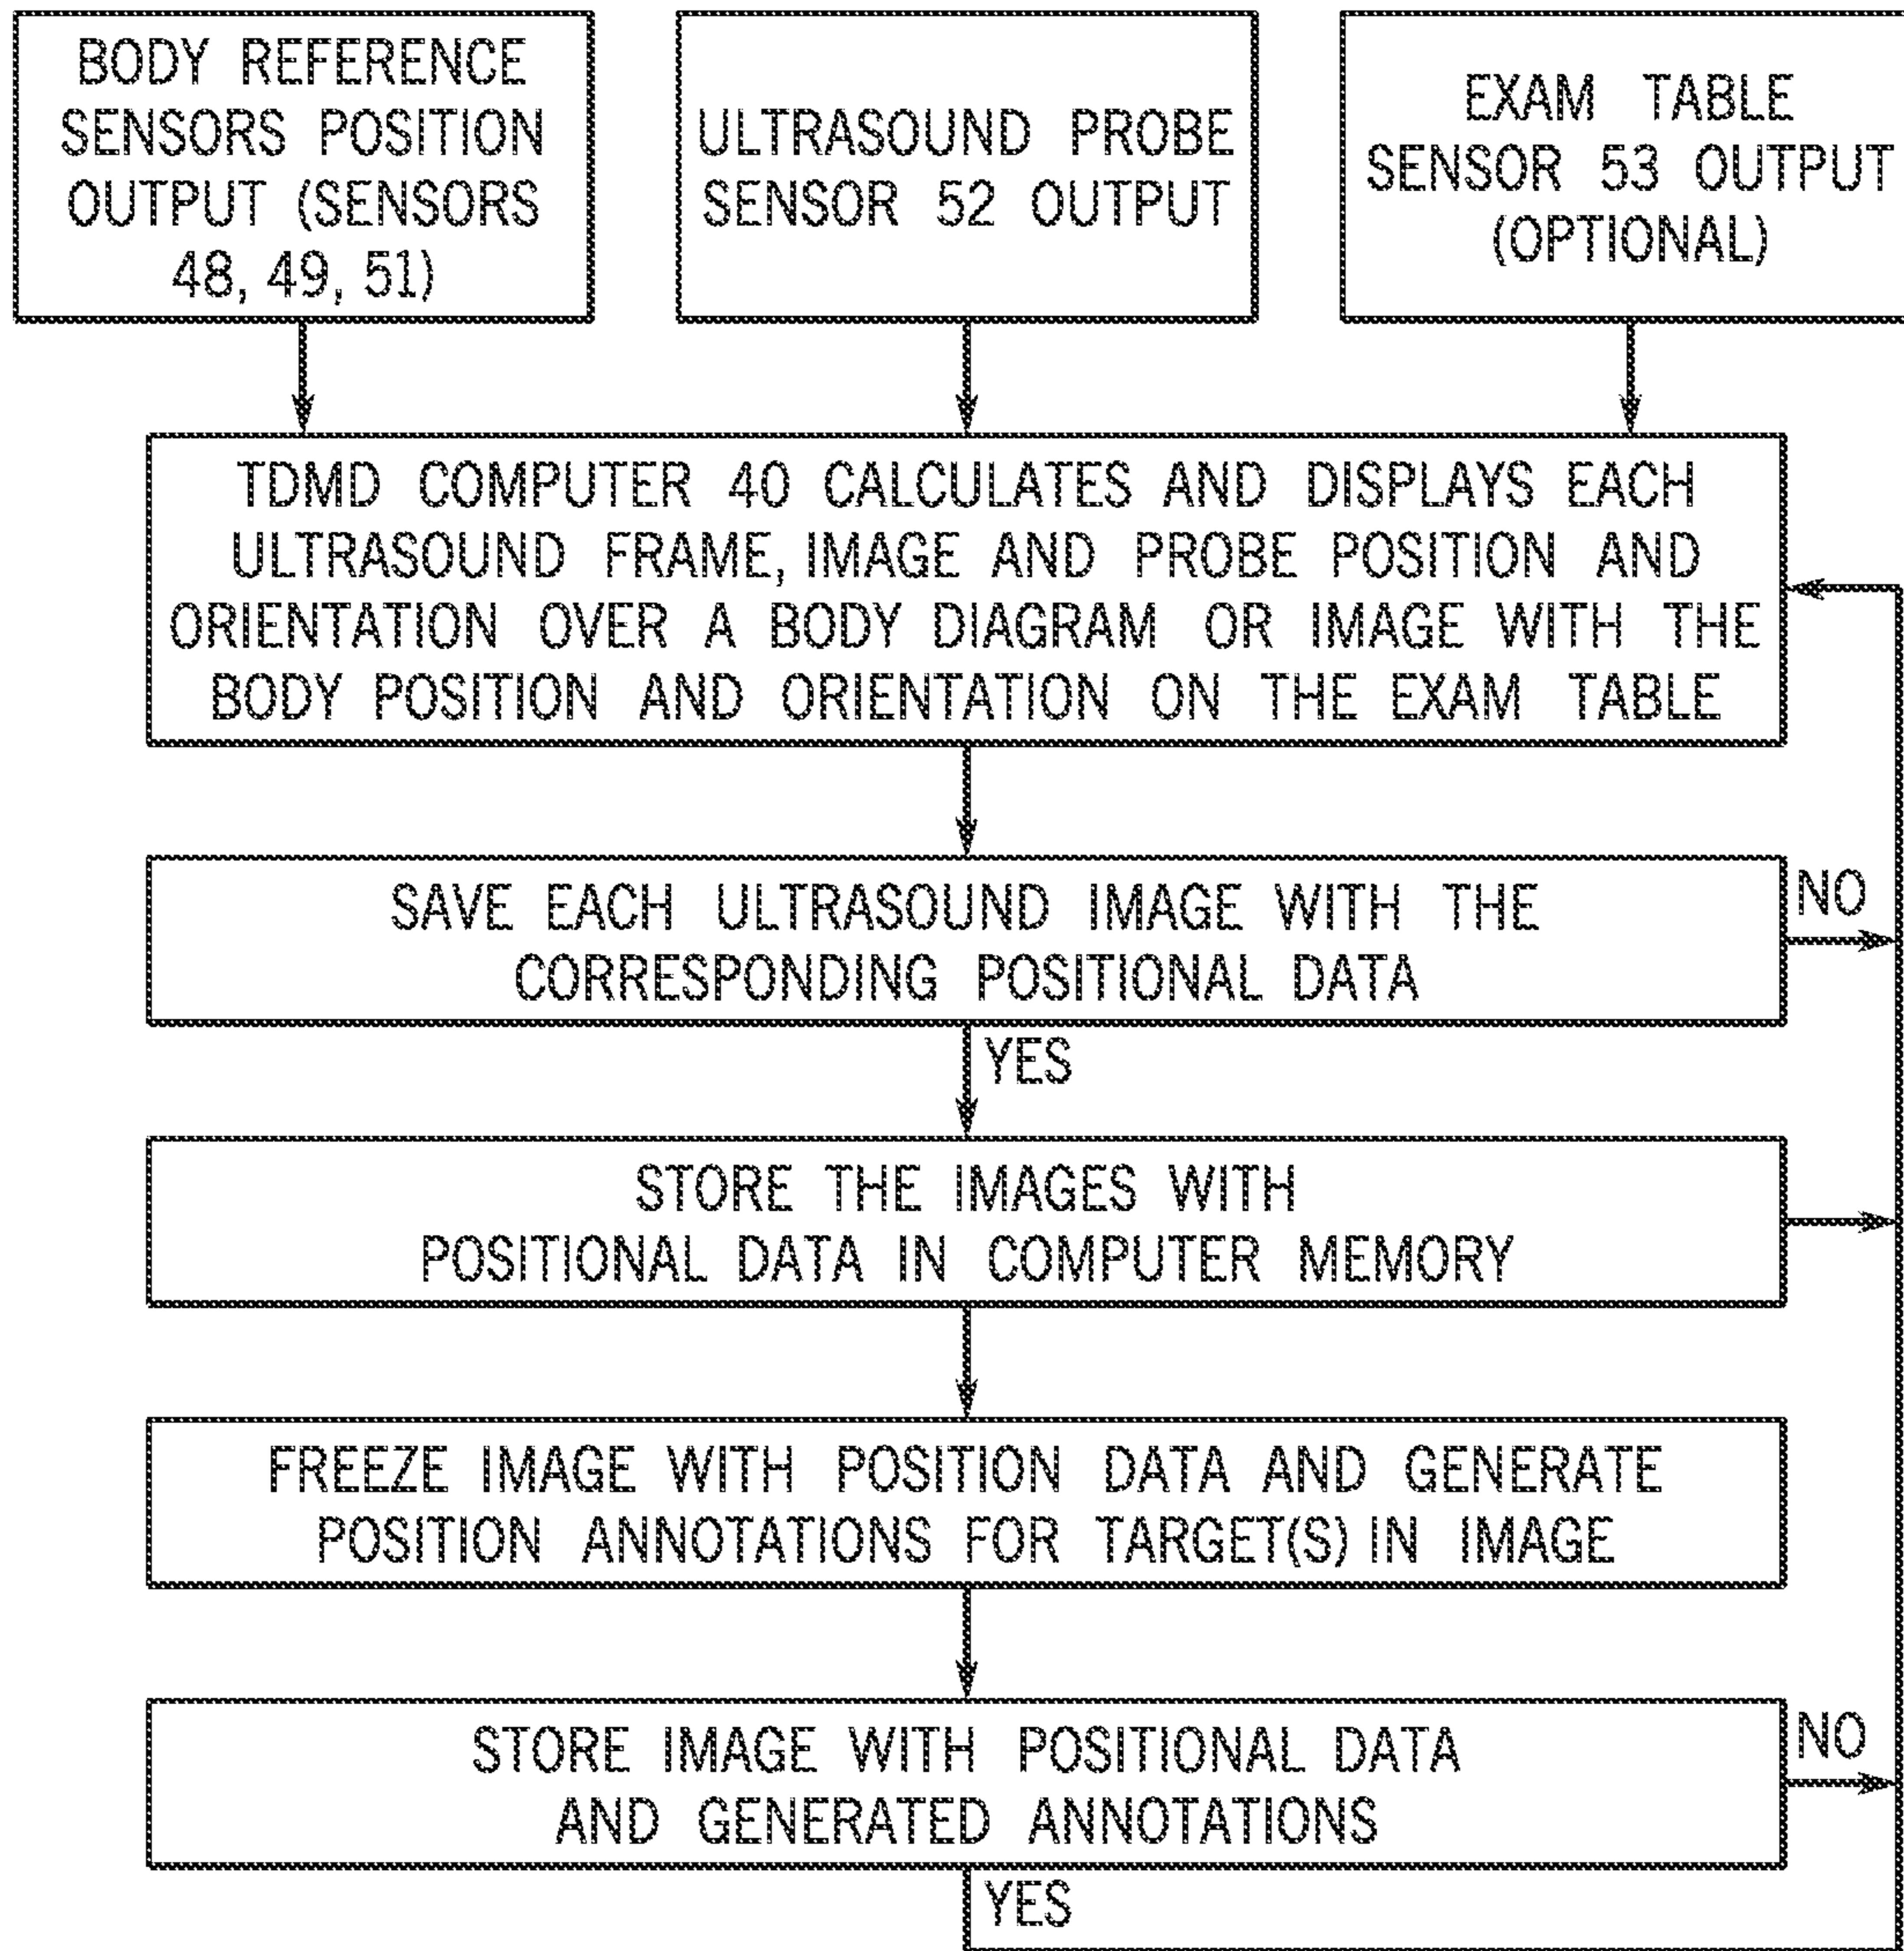 BODY REFERENCE
SENSORS POSITION
OUTPUT (SENSORS
48, 49, 51)
ULTRASOUND PROBE
SENSOR 52 OUTPUT
EXAM TABLE
SENSOR 53 OUTPUT
(OPTIONAL)
TDMD COMPUTER 40 CALCULATES AND DISPLAYS EACH
ULTRASOUND FRAME, IMAGE AND PROBE POSITION AND
ORIENTATION OVER A BODY DIAGRAM OR IMAGE WITH THE
BODY POSITION AND ORIENTATION ON THE EXAM TABLE
SAVE EACH ULTRASOUND IMAGE WITH THE
CORRESPONDING POSITIONAL DATA
NO
YES
STORE THE IMAGES WITH
POSITIONAL DATA IN COMPUTER MEMORY
FREEZE IMAGE WITH POSITION DATA AND GENERATE
POSITION ANNOTATIONS FOR TARGET(S) IN IMAGE
STORE IMAGE WITH POSITIONAL DATA
AND GENERATED ANNOTATIONS
NO
YES